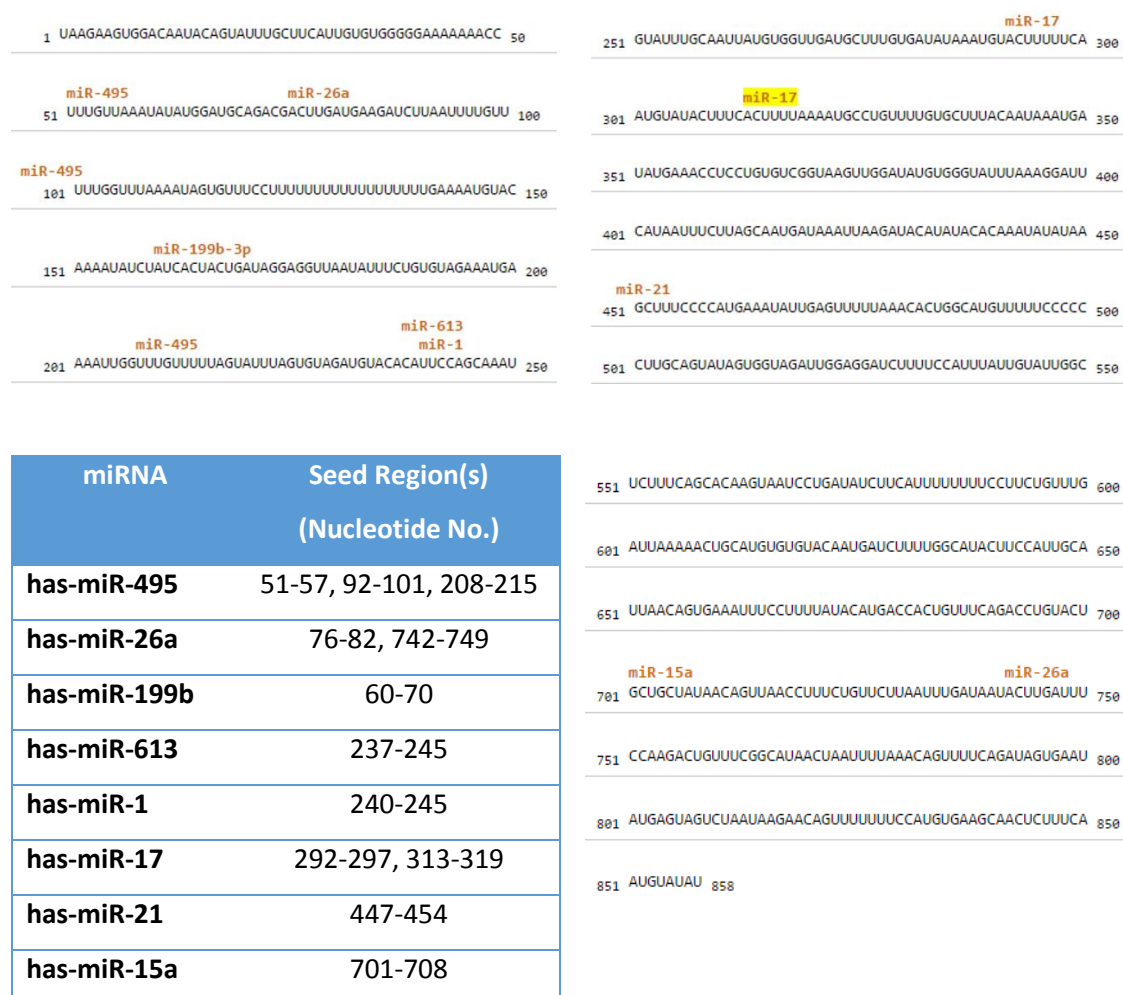 1 UAAGAAGUGGACAAUACAGUAUUUGCUUCAUUGUGUGGGGGAAAAAAACC 50
miR-495 miR-26a
51 UUUGUUAAAUAUAUGGAUGCAGACGACUUGAUGAAGAUCUUAAUUUUGUU 100
miR-495
101 UUUGGUUUAAAAUAGUGUUUCCUUUUUUUUUUUUUUUUUUGAAAAUGUAC 150
miR-199b-3p
151 AAAAUAUCUAUCACUACUGAUAGGAGGUUAAUAUUUCUGUGUAGAAAUGA 200
miR-613
miR-495 miR-1
201 AAAUUGGUUUGUUUUUAGUAUUUAGUGUAGAUGUACACAUUCCAGCAAAU 250
miR-17
251 GUAUUUGCAAUUAUGUGGUUGAUGCUUUGUGAUAUAAAUGUACUUUUUCA 300
miR-17
301 AUGUAUACUUUCACUUUUAAAAUGCCUGUUUUGUGCUUUACAAUAAAUGA 350
351 UAUGAAACCUCCUGUGUCGGUAAGUUGGAUAUGUGGGUAUUUAAAGGAUU 400
401 CAUAAUUUCUUAGCAAUGAUAAAUUAAGAUACAUAUACACAAAUAUAUAA 450
miR-21
451 GCUUUCCCCAUGAAAUAUUGAGUUUUUAAACACUGGCAUGUUUUUCCCCC 500
501 CUUGCAGUAUAGUGGUAGAUUGGAGGAUCUUUUCCAUUUAUUGUAUUGGC 550
miRNA Seed Region(s)
(Nucleotide No.)
has-miR-495 51-57, 92-101, 208-215
has-miR-26a 76-82, 742-749
has-miR-199b 60-70
has-miR-613 237-245
has-miR-1 240-245
has-miR-17 292-297, 313-319
has-miR-21 447-454
has-miR-15a 701-708
551 UCUUUCAGCACAAGUAAUCCUGAUAUCUUCAUUUUUUUUCCUUCUGUUUG 600
601 AUUAAAAACUGCAUGUGUGUACAAUGAUCUUUUGGCAUACUUCCAUUGCA 650
651 UUAACAGUGAAAUUUCCUUUUAUACAUGACCACUGUUUCAGACCUGUACU 700
miR-15a miR-26a
701 GCUGCUAUAACAGUUAACCUUUCUGUUCUUAAUUUGAUAAUACUUGAUUU 750
751 CCAAGACUGUUUCGGCAUAACUAAUUUUAAACAGUUUUCAGAUAGUGAAU 800
801 AUGAGUAGUCUAAUAAGAACAGUUUUUUUCCAUGUGAAGCAACUCUUUCA 850
851 AUGUAUAU 858